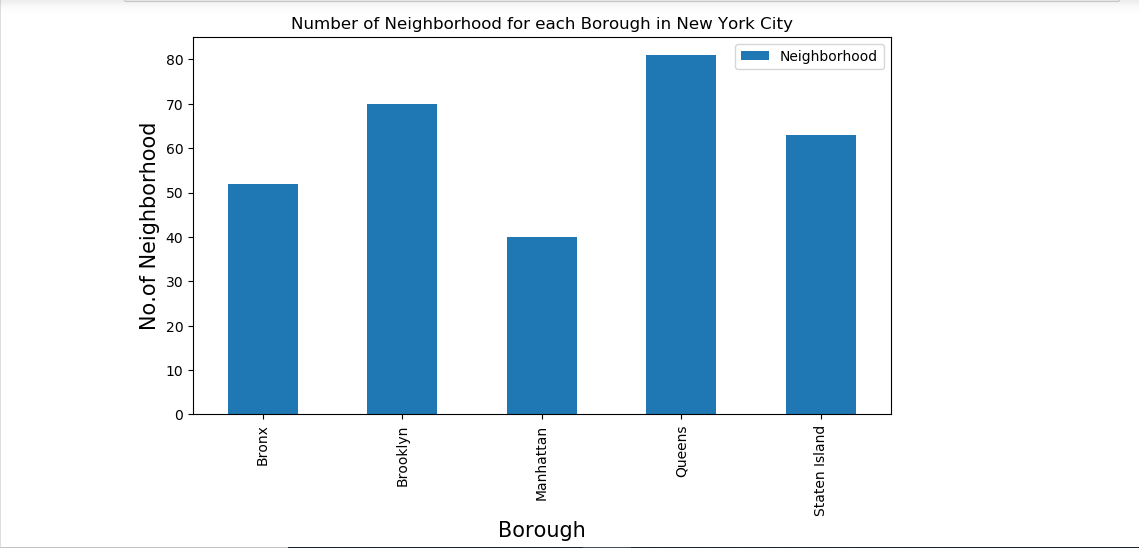 Number of Neighborhood for each Borough in New York City
Neighborhood
80
70
60
50
40
30
20
10
0
No.of Neighborhood
Bronx
Brooklyn
Manhattan
Queens
Staten Island
Borough